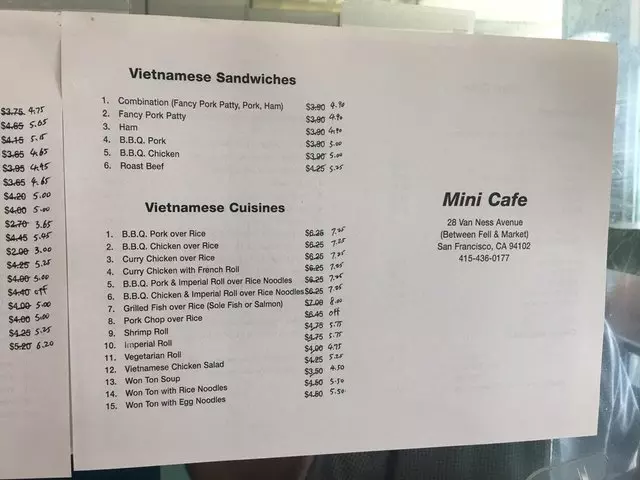 $3.75 4.75
$4.85 5.05
$4.15 5.15
$3.85 4.65
$3.95 4.95
$3.65 4.65
$4.20 5.00
$4.00 5.00
$2.70 3.65
$4.45 5.45
$2.00 3.00
$4.25 5.25
$4.00 5.00
$4.40 off
$4.00 5.00
$4.00 5.00
$4.25 5.25
$5.20 6.20
Vietnamese Sandwiches
1. Combination (Fancy Pork Patty, Pork, Ham) $3.90 4.90
2. Fancy Pork Patty $3.90 4.90
3. Ham $3.90 4.90
4. B.B.Q. Pork $3.80 5.00
5. B.B.Q. Chicken $3.90 5.00
6. Roast Beef $4.25 5.25
Vietnamese Cuisines
1. B.B.Q. Pork over Rice $6.25 7.25
2. B.B.Q. Chicken over Rice $6.25 7.25
3. Curry Chicken over Rice $6.25 7.25
4. Curry Chicken with French Roll $6.25 7.25
5. B.B.Q. Pork & Imperial Roll over Rice Noodles $6.25 7.25
6. B.B.Q. Chicken & Imperial Roll over Rice Noodles $6.25 7.25
7. Grilled Fish over Rice (Sole Fish or Salmon) $7.00 8.00
8. Pork Chop over Rice $6.45 off
9. Shrimp Roll $4.75 5.75
10. Imperial Roll $4.75 5.75
11. Vegetarian Roll $4.00 4.75
12. Vietnamese Chicken Salad $4.25 5.25
13. Won Ton Soup $3.50 4.50
14. Won Ton with Rice Noodles $4.50 5.50
15. Won Ton with Egg Noodles $4.50 5.50
Mini Cafe
28 Van Ness Avenue
(Between Fell & Market)
San Francisco, CA 94102
415-436-0177